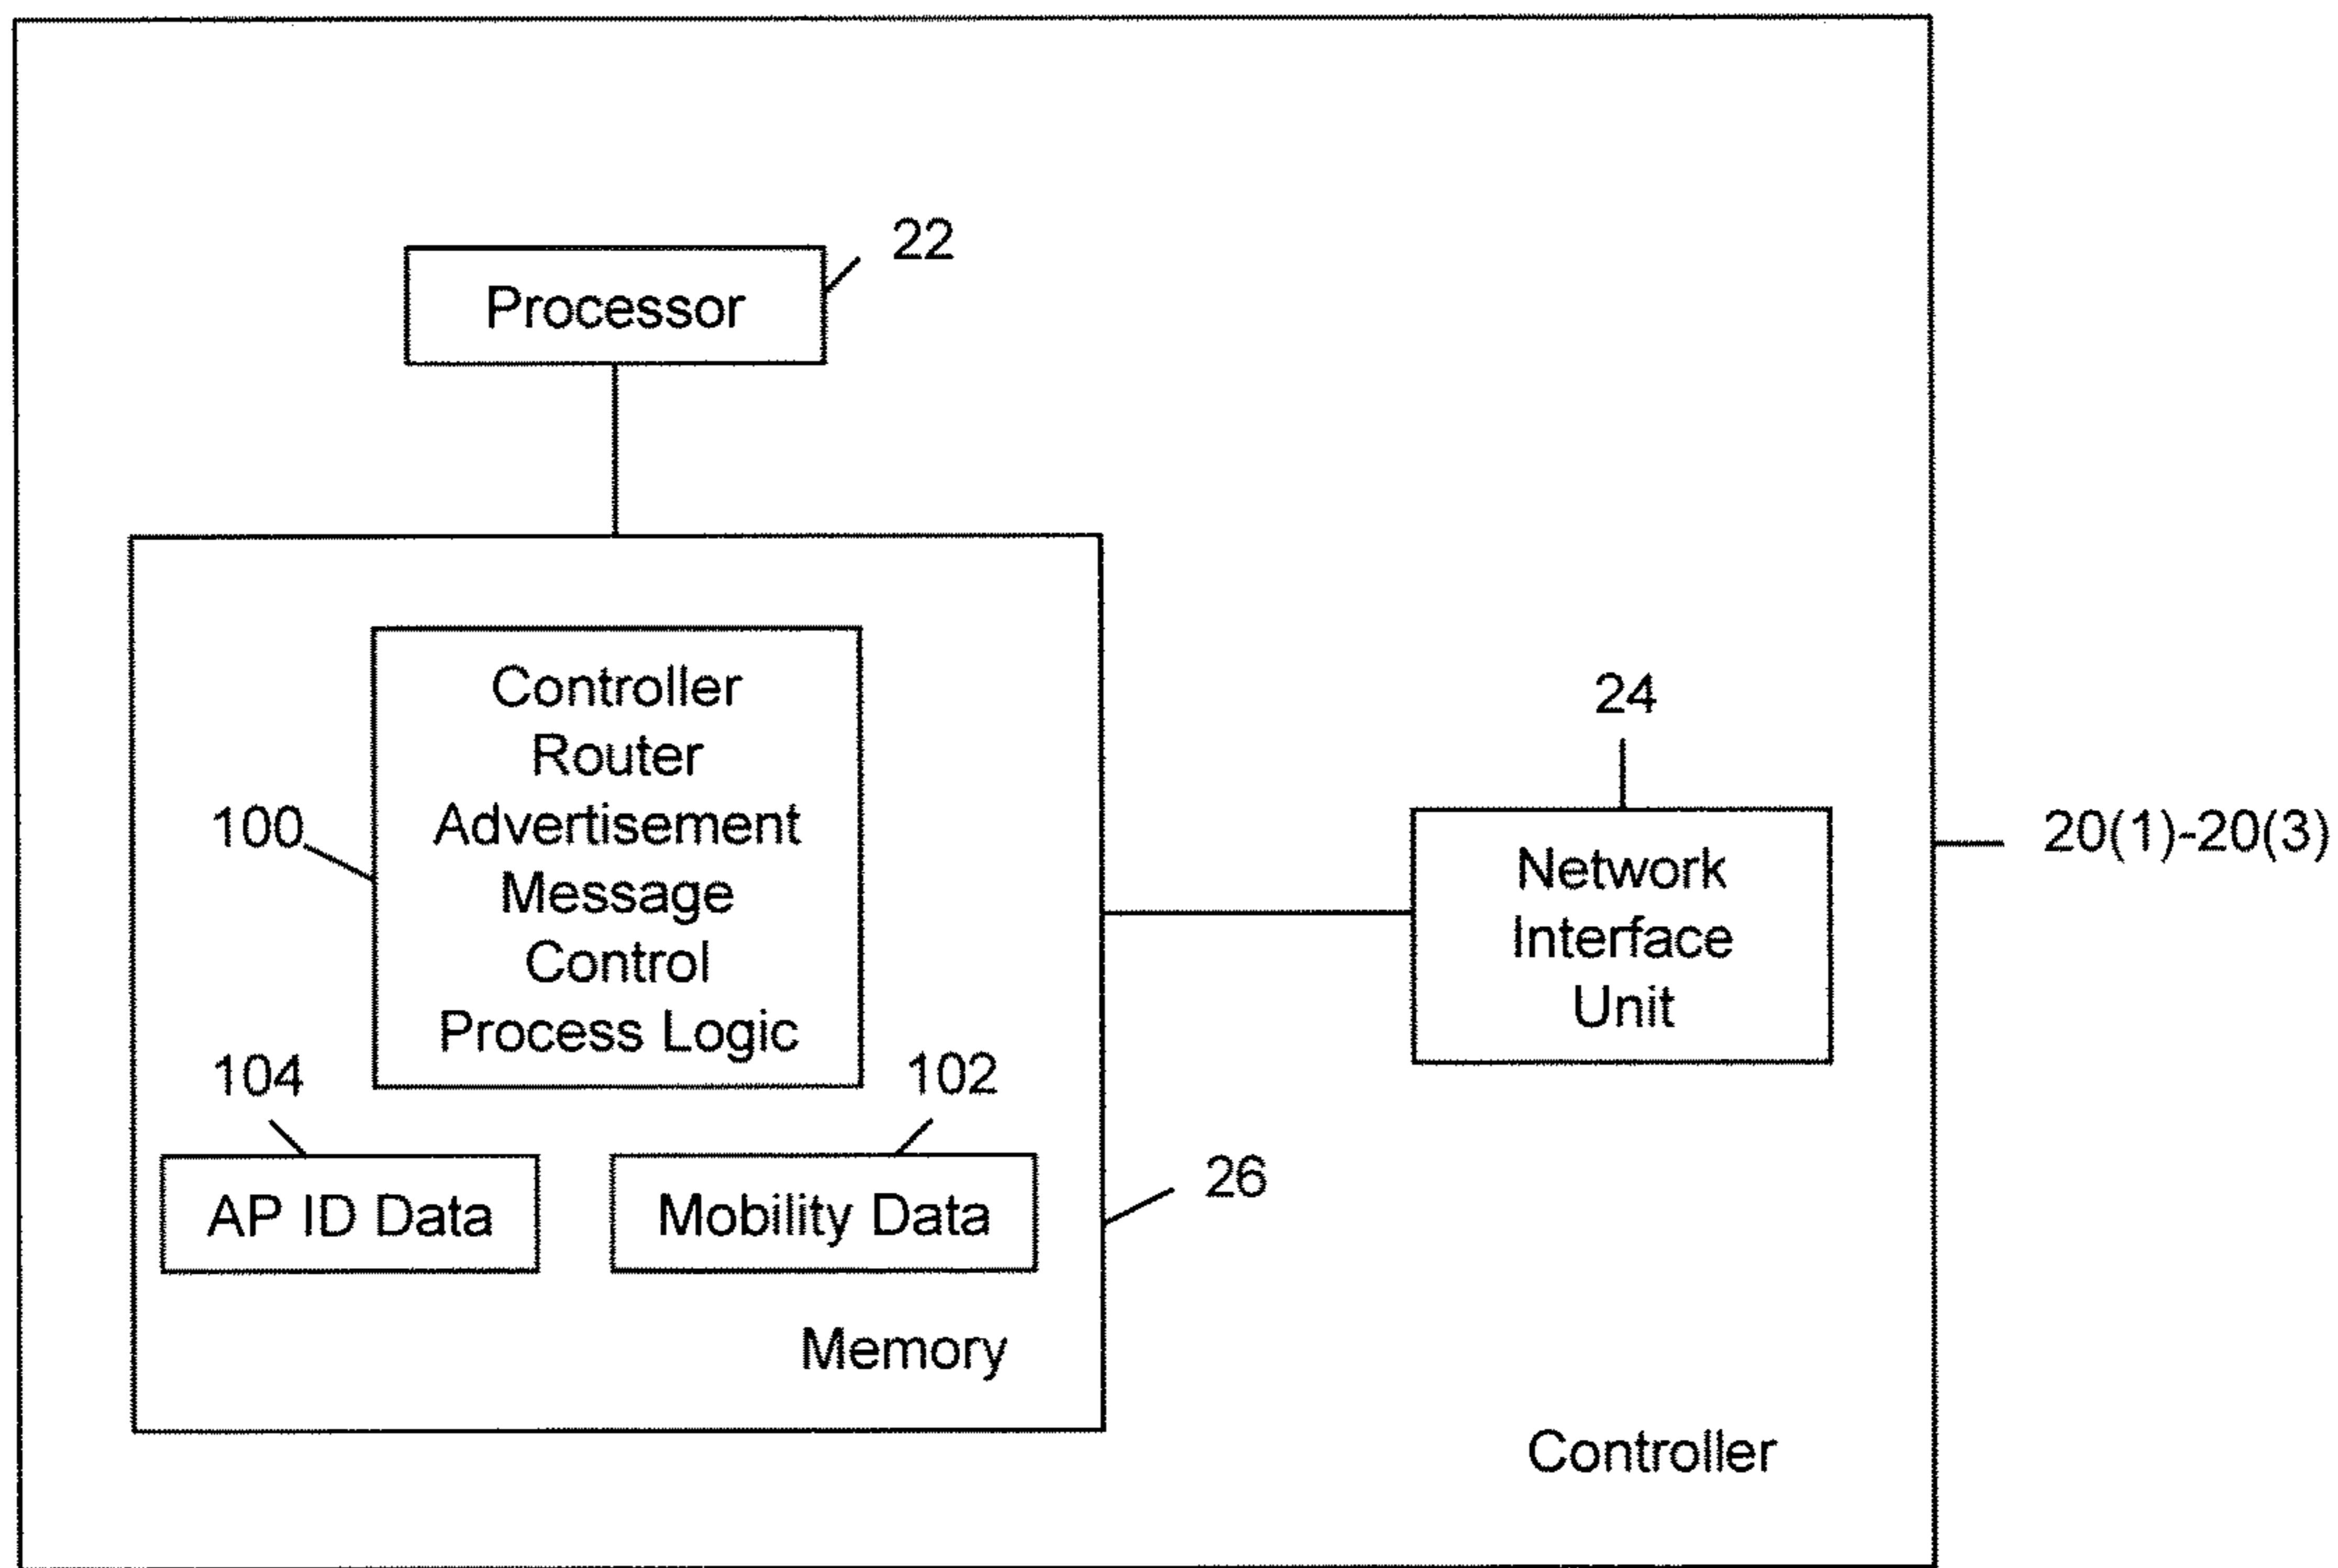 22
Processor
Controller
Router
Advertisement
Message
Control
Process Logic
100
24
Network
Interface
Unit
20(1)-20(3)
104
102
AP ID Data
Mobility Data
26
Memory
Controller